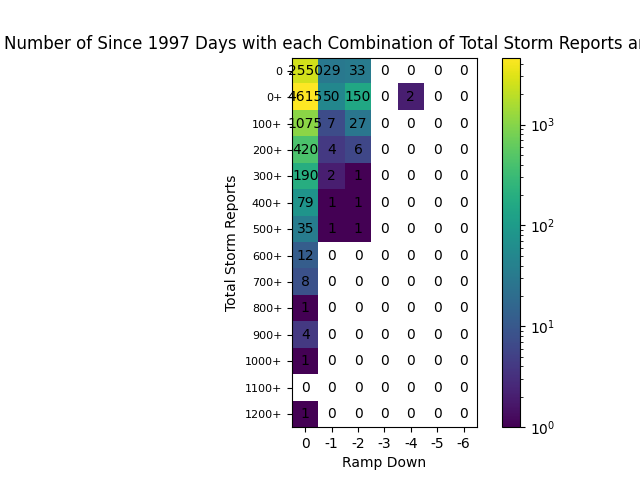 Number of Since 1997 Days with each Combination of Total Storm Reports
0 2550 29 33 0 0 0 0
0+ 4615 50 150 0 2 0 0
100+ 1075 7 27 0 0 0 0
200+ 420 4 6 0 0 0 0
300+ 190 2 1 0 0 0 0
400+ 79 1 1 0 0 0 0
500+ 35 1 1 0 0 0 0
600+ 12 0 0 0 0 0 0
700+ 8 0 0 0 0 0 0
800+ 1 0 0 0 0 0 0
900+ 4 0 0 0 0 0 0
1000+ 1 0 0 0 0 0 0
1100+ 0 0 0 0 0 0 0
1200+ 1 0 0 0 0 0 0
0 -1 -2 -3 -4 -5 -6
Ramp Down
Total Storm Reports
10³
10²
10¹
10⁰